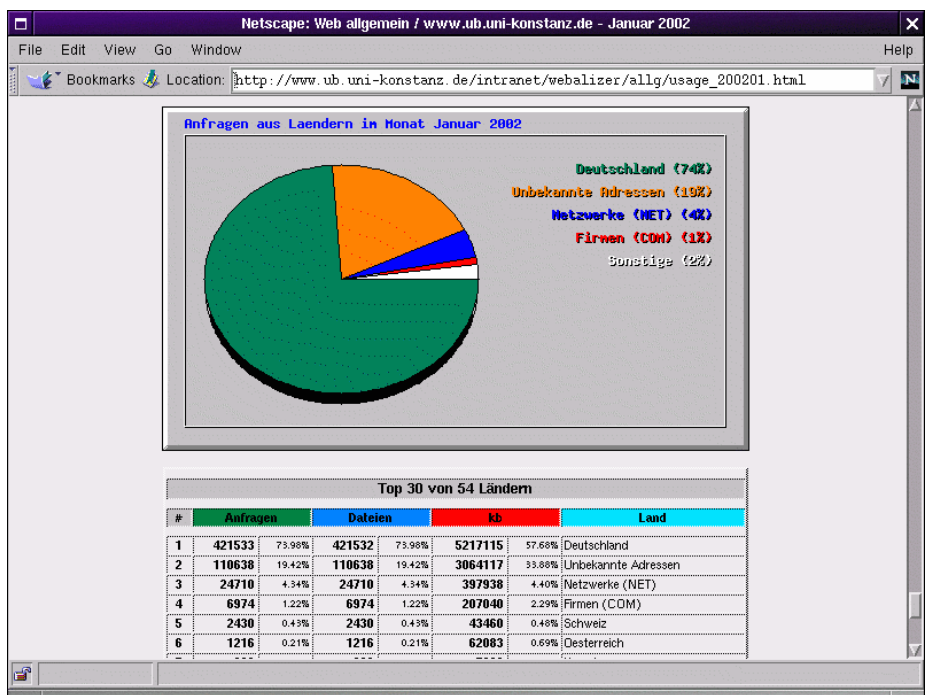 Netscape: Web allgemein / www.ub.uni-konstanz.de - Januar 2002
File Edit View Go Window Help
Bookmarks Location: http://www.ub.uni-konstanz.de/intranet/webalizer/allg/usage_200201.html N
Anfragen aus Laendern im Monat Januar 2002
Deutschland (74%)
Unbekannte Adressen (19%)
Netzwerke (NET) (4%)
Firmen (COM) (1%)
Sonstige (2%)
Top 30 von 54 Ländern
# Anfragen Dateien kb Land
1 421533 73.98% 421532 73.98% 5217115 57.68% Deutschland
2 110638 19.42% 110638 19.42% 3064117 33.88% Unbekannte Adressen
3 24710 4.34% 24710 4.34% 397938 4.40% Netzwerke (NET)
4 6974 1.22% 6974 1.22% 207040 2.29% Firmen (COM)
5 2430 0.43% 2430 0.43% 43460 0.48% Schweiz
6 1216 0.21% 1216 0.21% 62083 0.69% Oesterreich